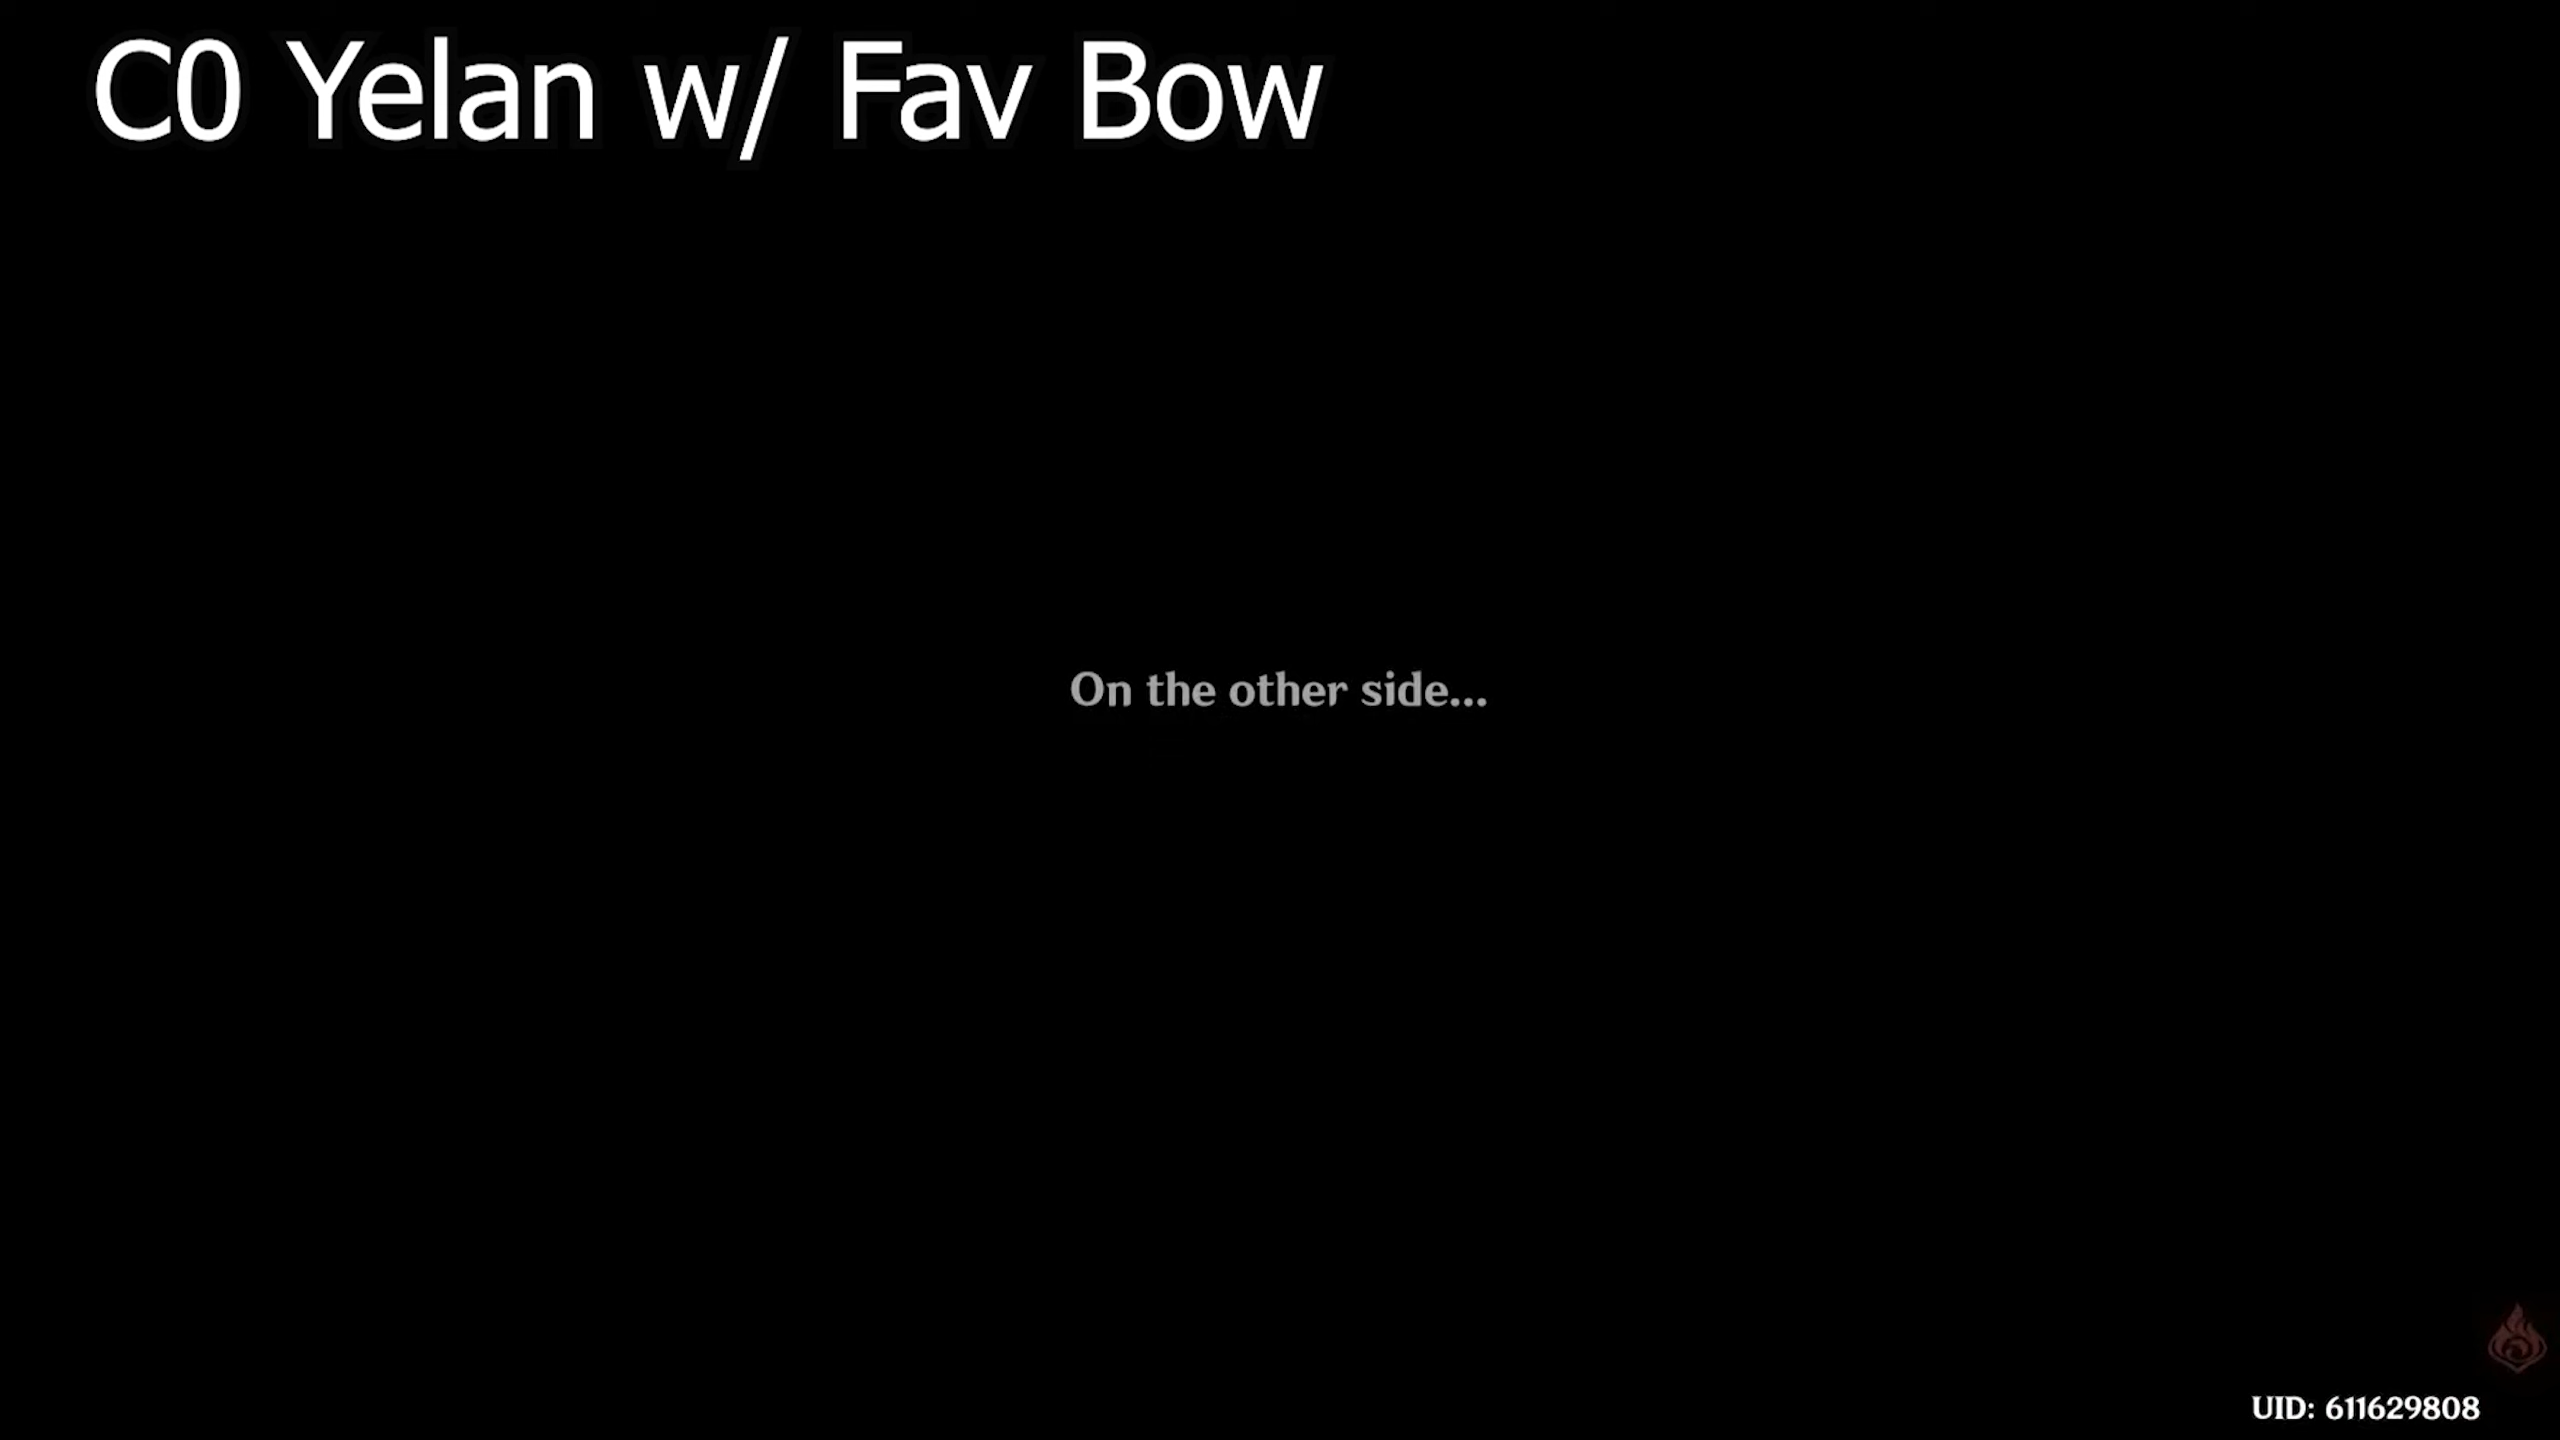 C0 Yelan w/ Fav Bow
On the other side...
UID: 611629808